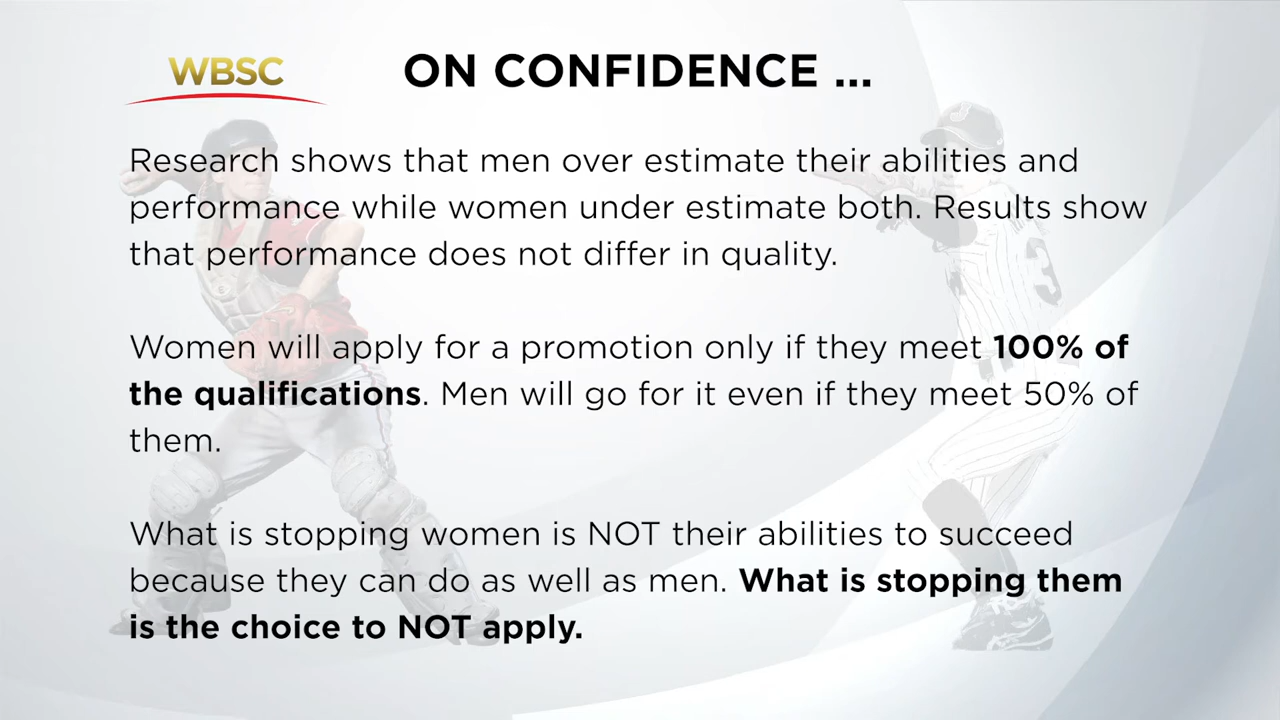 WBSC
ON CONFIDENCE ...
Research shows that men over estimate their abilities and
performance while women under estimate both. Results show
that performance does not differ in quality.
Women will apply for a promotion only if they meet 100% of
the qualifications. Men will go for it even if they meet 50% of
them.
What is stopping women is NOT their abilities to succeed
because they can do as well as men. What is stopping them
is the choice to NOT apply.
J
3